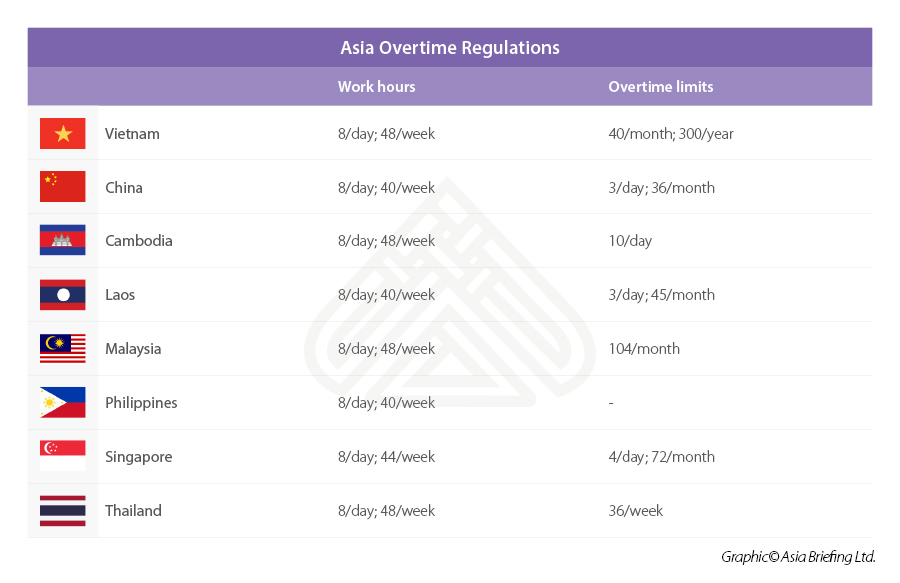 Asia Overtime Regulations
Work hours Overtime limits
Vietnam 8/day; 48/week 40/month; 300/year
China 8/day; 40/week 3/day; 36/month
Cambodia 8/day; 48/week 10/day
Laos 8/day; 40/week 3/day; 45/month
Malaysia 8/day; 48/week 104/month
Philippines 8/day; 40/week -
Singapore 8/day; 44/week 4/day; 72/month
Thailand 8/day; 48/week 36/week
Graphic© Asia Briefing Ltd.